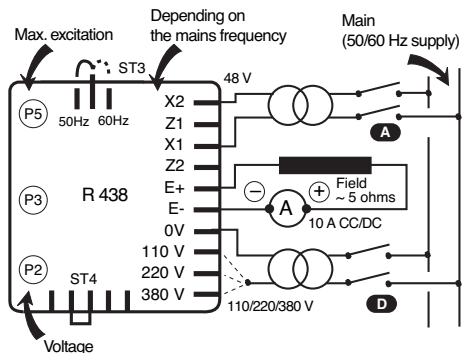 Max. excitation
Depending on
the mains frequency
Main
(50/60 Hz supply)
ST3
50Hz
60Hz
48 V
P5
X2
Z1
X1
A
Z2
P3
R 438
E+
Field
~ 5 ohms
E-
− A +
10 A CC/DC
0V
110 V
P2
ST4
220 V
380 V
110/220/380 V
D
Voltage